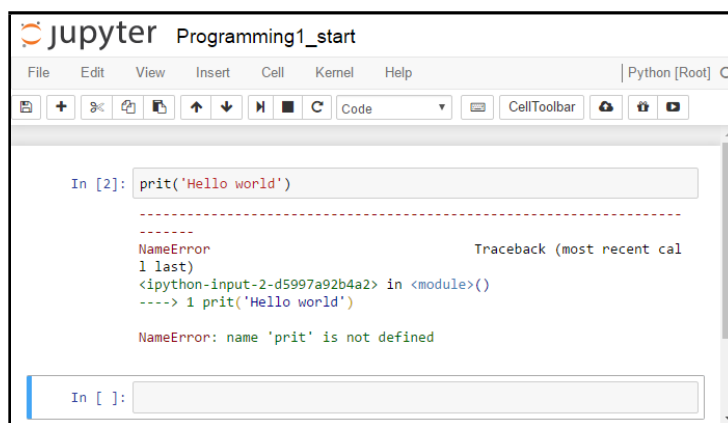 jupyter Programming1_start
File Edit View Insert Cell Kernel Help Python [Root]
Code CellToolbar
In [2]: prit('Hello world')
--------------------------------------------------------------------
-------
NameError Traceback (most recent cal
l last)
<ipython-input-2-d5997a92b4a2> in <module>()
----> 1 prit('Hello world')
NameError: name 'prit' is not defined
In [ ]: